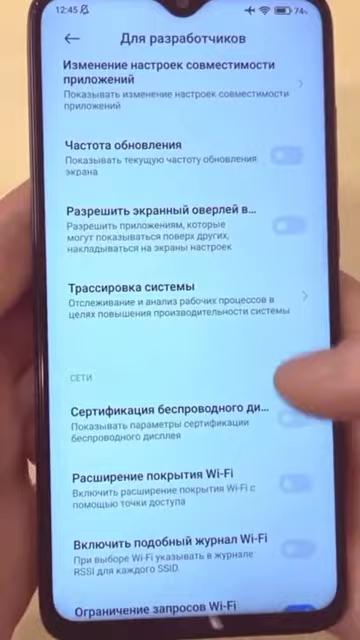 12:45
74
Для разработчиков
Изменение настроек совместимости
приложений
Показывать изменение настроек совместимости
приложений
Частота обновления
Показывать текущую частоту обновления
экрана
Разрешить экранный оверлей в...
Разрешить приложениям, которые
могут показываться поверх других,
накладываться на экраны настроек
Трассировка системы
Отслеживание и анализ рабочих процессов в
целях повышения производительности системы
СЕТИ
Сертификация беспроводного ди...
Показывать параметры сертификации
беспроводного дисплея
Расширение покрытия Wi-Fi
Включить расширение покрытия Wi-Fi с
помощью точки доступа
Включить подобный журнал Wi-Fi
При выборе Wi-Fi указывать в журнале
RSSI для каждого SSID.
Ограничение запросов Wi-Fi